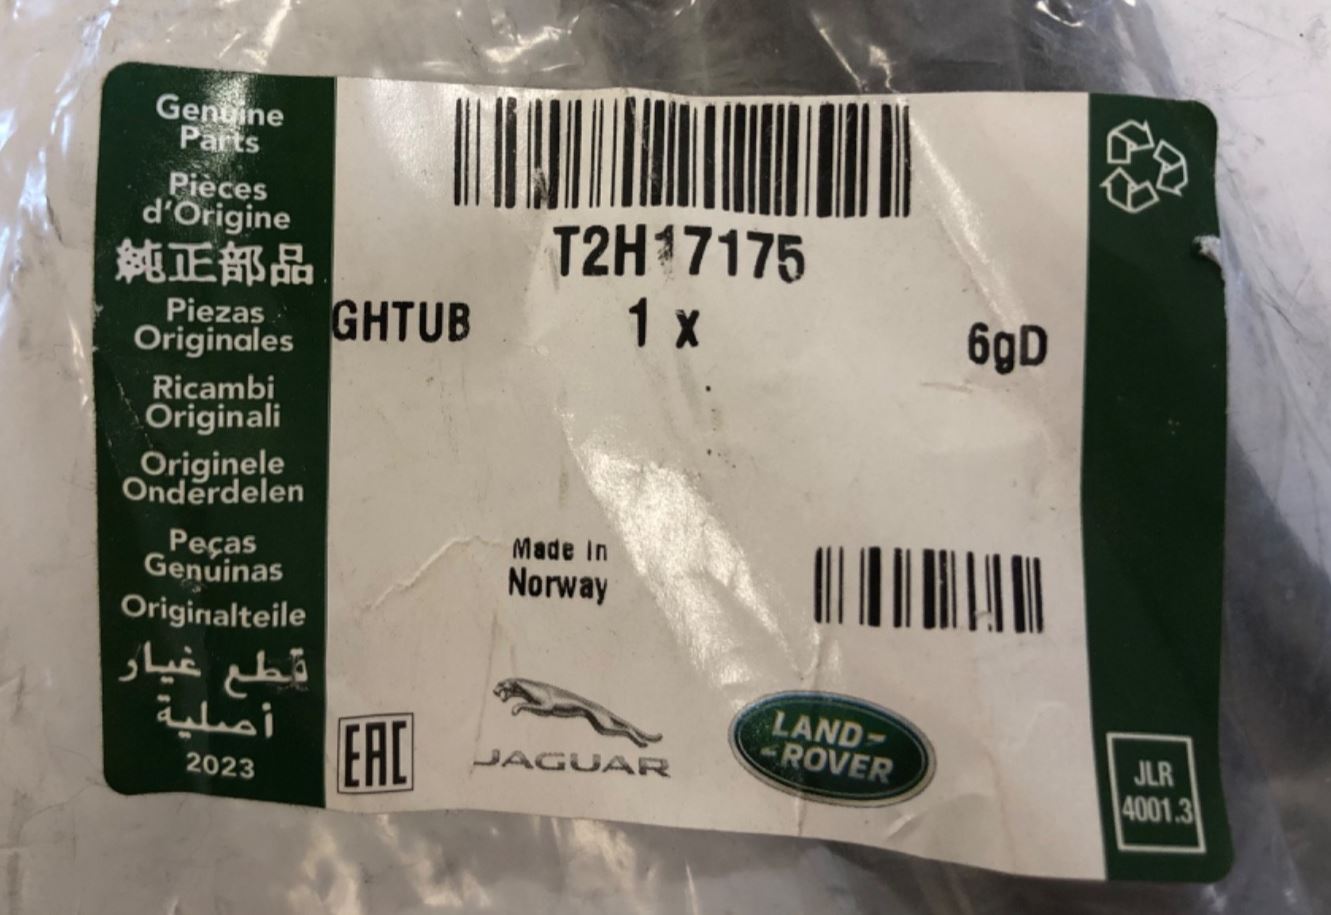 Genuine
Parts
Pièces
d'Origine
純正部品
Piezas
Originales
Ricambi
Originali
Originele
Onderdelen
Peças
Genuinas
Originalteile
قطع غيار
أصلية
2023
T2H17175
GHTUB 1 x 6gD
Made in
Norway
EAC
JAGUAR
LAND-
-ROVER
JLR
4001.3